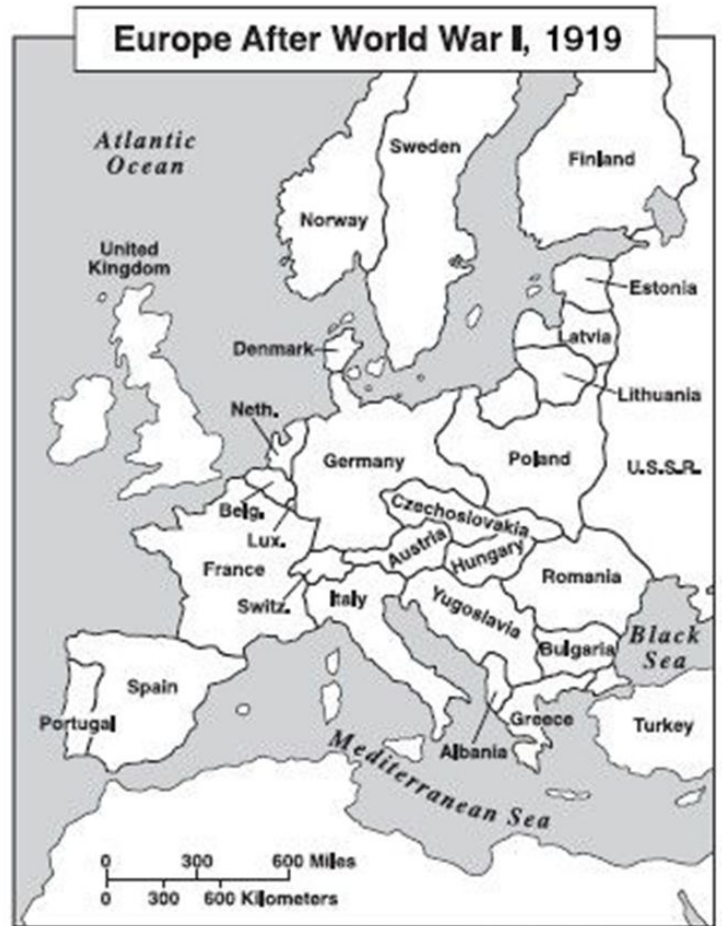 Europe After World War I, 1919
Atlantic
Ocean
Sweden
Finland
Norway
United
Kingdom
Estonia
Latvia
Denmark
Lithuania
Neth.
Germany
Poland
U.S.S.R.
Belg.
Czechoslovakia
Lux.
Austria
Hungary
France
Romania
Switz.
Italy
Yugoslavia
Bulgaria
Black
Sea
Spain
Portugal
Greece
Turkey
Albania
Mediterranean Sea
0 300 600 Miles
0 300 600 Kilometers